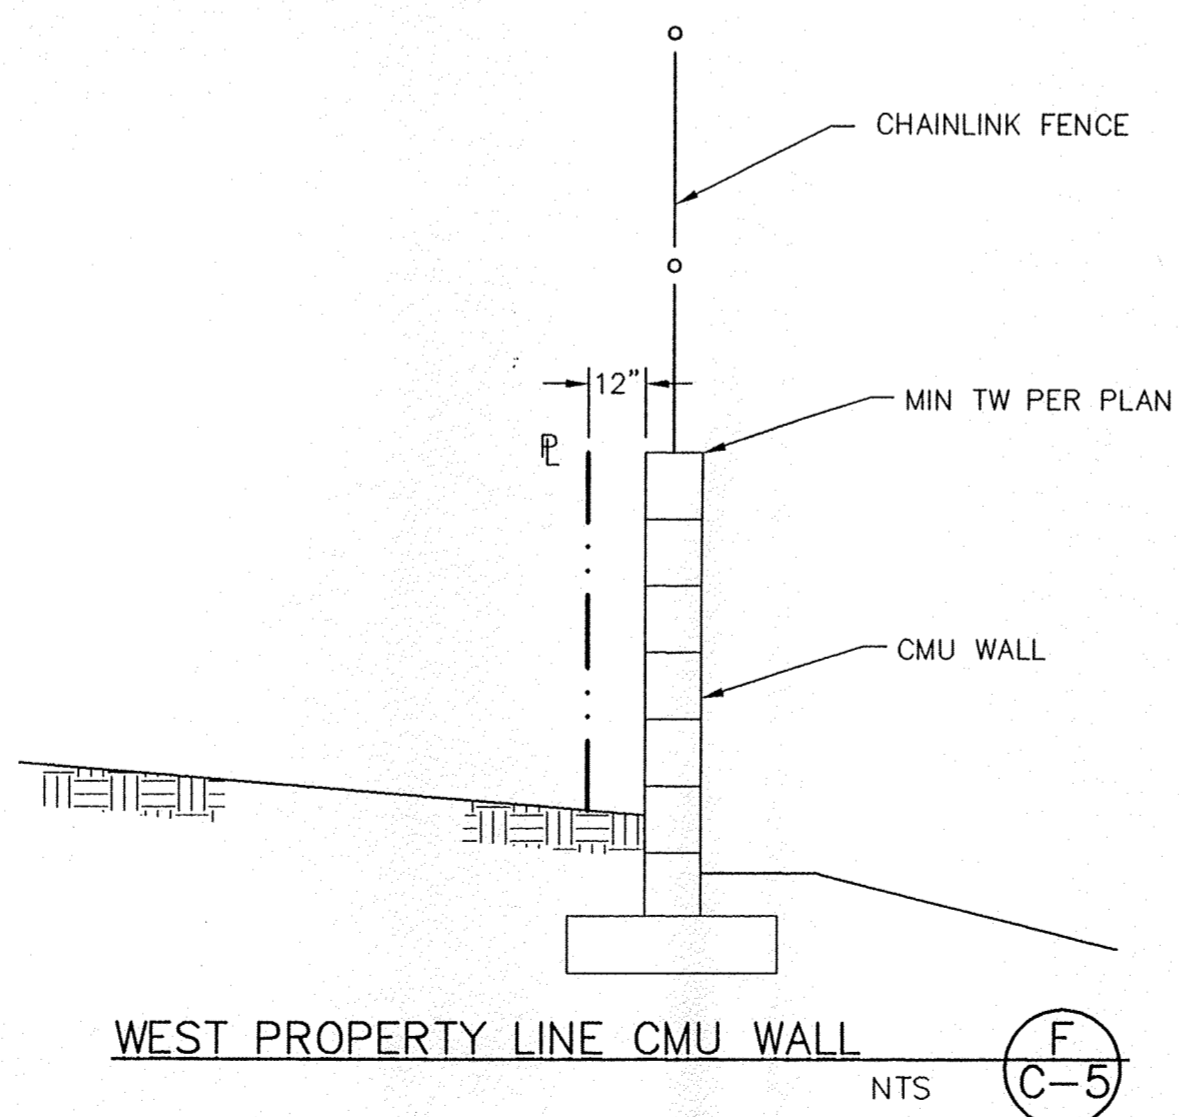 CHAINLINK FENCE
12"
MIN TW PER PLAN
PL
CMU WALL
WEST PROPERTY LINE CMU WALL
NTS
F
C-5